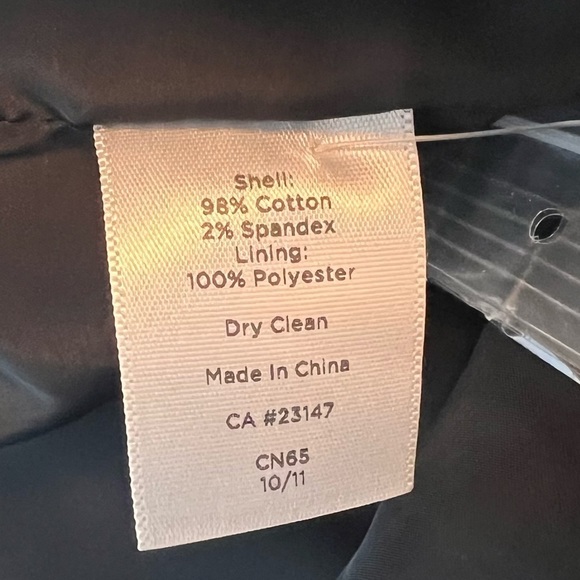 Shell:
98% Cotton
2% Spandex
Lining:
100% Polyester
Dry Clean
Made In China
CA #23147
CN65
10/11